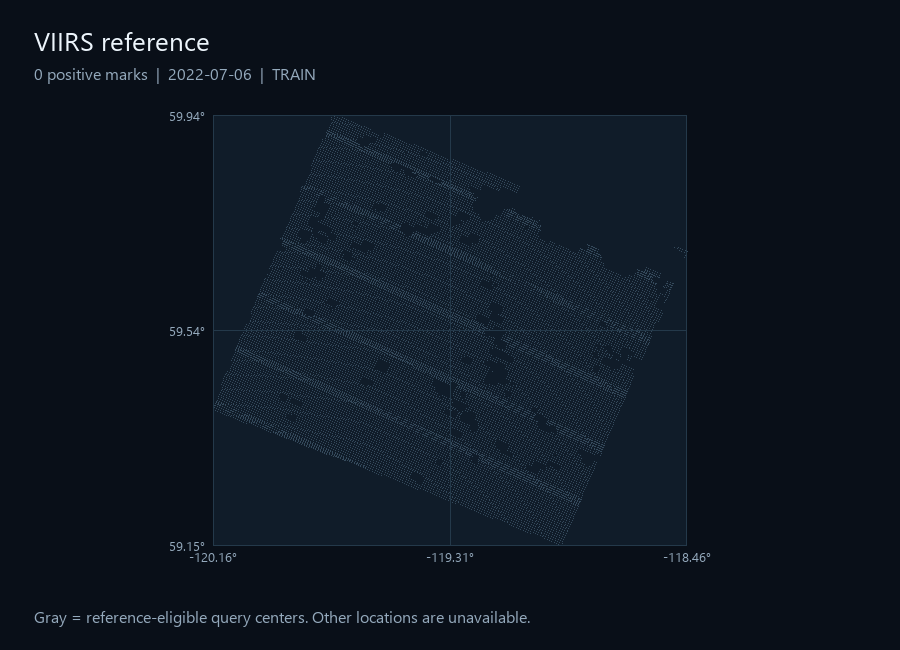 VIIRS reference
0 positive marks | 2022-07-06 | TRAIN
59.94°
59.54°
59.15°
-120.16°
-119.31°
-118.46°
Gray = reference-eligible query centers. Other locations are unavailable.